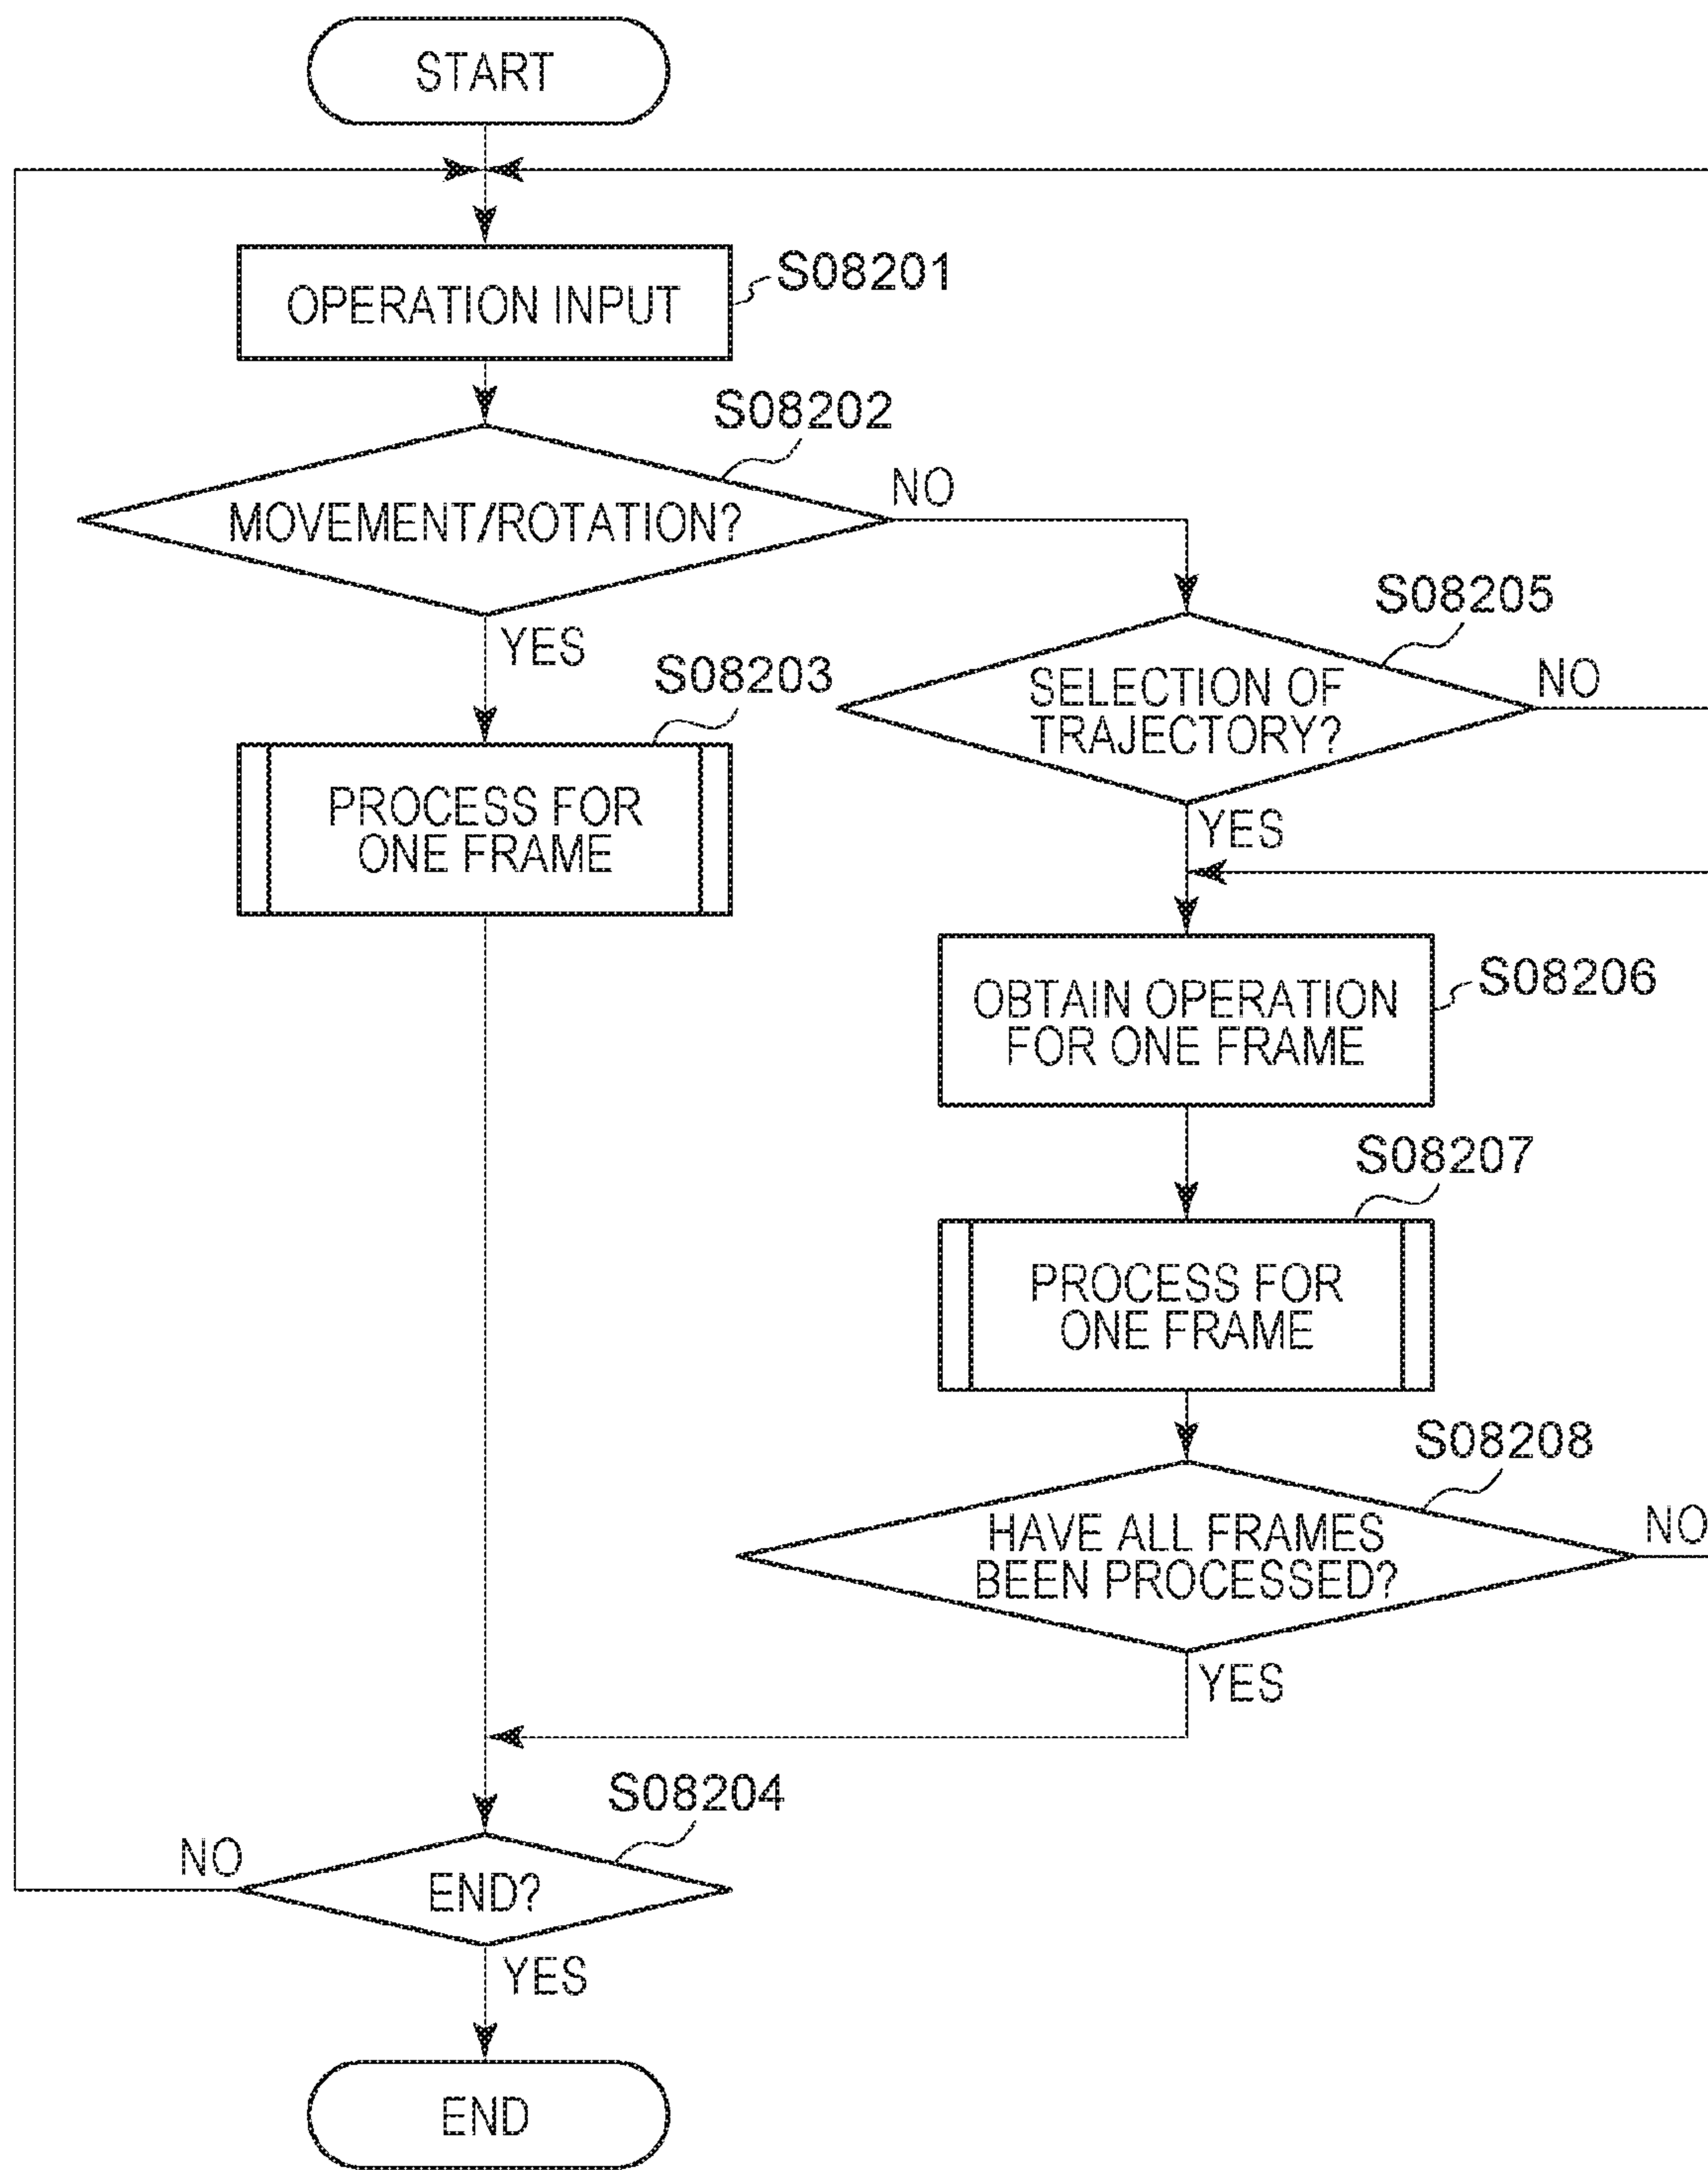 START
OPERATION INPUT
S08201
S08202
MOVEMENT/ROTATION?
NO
YES
S08203
PROCESS FOR
ONE FRAME
S08205
SELECTION OF
TRAJECTORY?
NO
YES
OBTAIN OPERATION
FOR ONE FRAME
S08206
S08207
PROCESS FOR
ONE FRAME
S08208
HAVE ALL FRAMES
BEEN PROCESSED?
NO
YES
S08204
NO
END?
YES
END